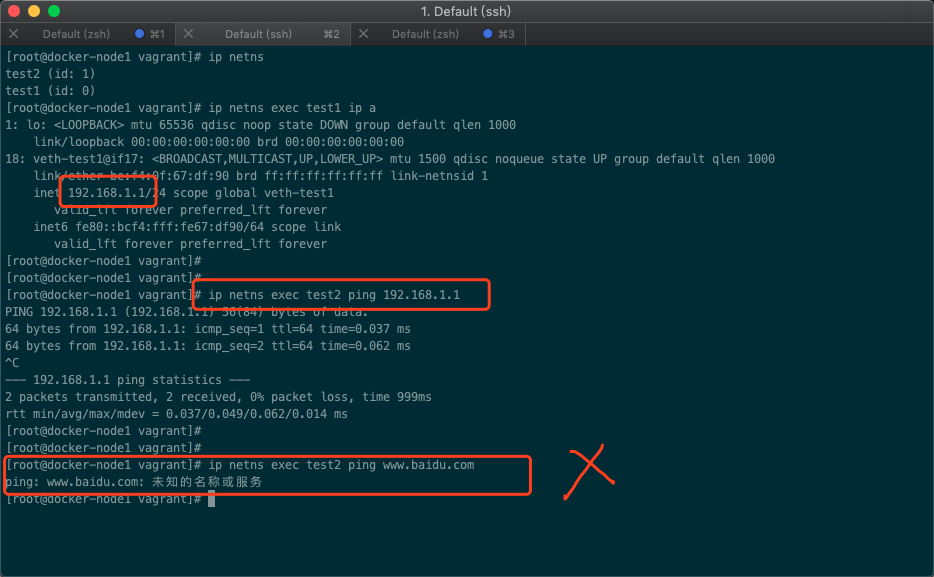 1. Default (ssh)
Default (zsh) ⌘1 Default (ssh) ⌘2 Default (zsh) ⌘3
[root@docker-node1 vagrant]# ip netns
test2 (id: 1)
test1 (id: 0)
[root@docker-node1 vagrant]# ip netns exec test1 ip a
1: lo: <LOOPBACK> mtu 65536 qdisc noop state DOWN group default qlen 1000
link/loopback 00:00:00:00:00:00 brd 00:00:00:00:00:00
18: veth-test1@if17: <BROADCAST,MULTICAST,UP,LOWER_UP> mtu 1500 qdisc noqueue state UP group default qlen 1000
link/ether be:f4:0f:67:df:90 brd ff:ff:ff:ff:ff:ff link-netnsid 1
inet 192.168.1.1/24 scope global veth-test1
valid_lft forever preferred_lft forever
inet6 fe80::bcf4:fff:fe67:df90/64 scope link
valid_lft forever preferred_lft forever
[root@docker-node1 vagrant]#
[root@docker-node1 vagrant]#
[root@docker-node1 vagrant]# ip netns exec test2 ping 192.168.1.1
PING 192.168.1.1 (192.168.1.1) 56(84) bytes of data.
64 bytes from 192.168.1.1: icmp_seq=1 ttl=64 time=0.037 ms
64 bytes from 192.168.1.1: icmp_seq=2 ttl=64 time=0.062 ms
^C
--- 192.168.1.1 ping statistics ---
2 packets transmitted, 2 received, 0% packet loss, time 999ms
rtt min/avg/max/mdev = 0.037/0.049/0.062/0.014 ms
[root@docker-node1 vagrant]#
[root@docker-node1 vagrant]#
[root@docker-node1 vagrant]# ip netns exec test2 ping www.baidu.com
ping: www.baidu.com: 未知的名称或服务
[root@docker-node1 vagrant]#